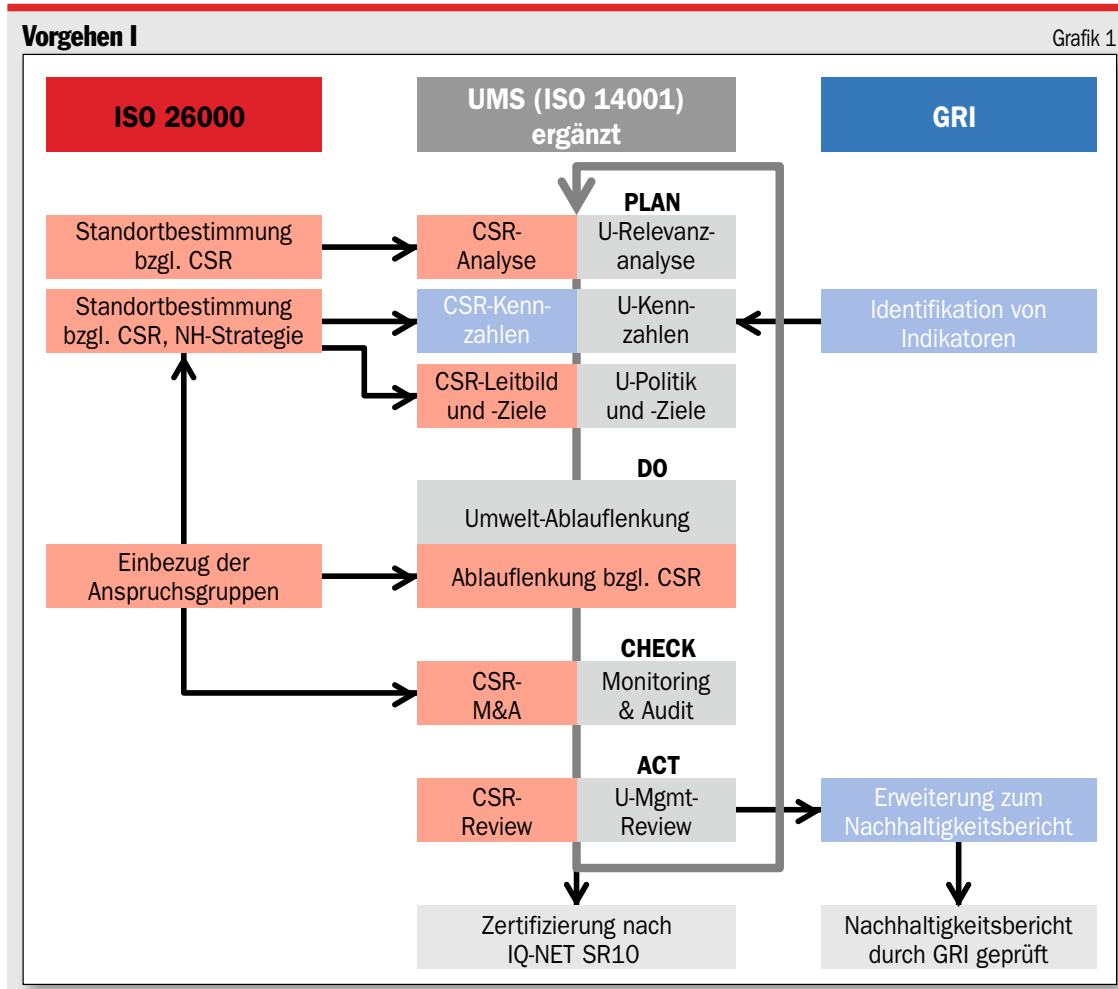 Vorgehen I
Grafik 1
ISO 26000
UMS (ISO 14001)
ergänzt
GRI
PLAN
Standortbestimmung
bzgl. CSR
CSR-
Analyse
U-Relevanz-
analyse
Standortbestimmung
bzgl. CSR, NH-Strategie
CSR-Kenn-
zahlen
U-Kenn-
zahlen
Identifikation von
Indikatoren
CSR-Leitbild
und -Ziele
U-Politik
und -Ziele
DO
Umwelt-Ablauflenkung
Einbezug der
Anspruchsgruppen
Ablauflenkung bzgl. CSR
CHECK
CSR-
M&A
Monitoring
& Audit
ACT
CSR-
Review
U-Mgmt-
Review
Erweiterung zum
Nachhaltigkeitsbericht
Zertifizierung nach
IQ-NET SR10
Nachhaltigkeitsbericht
durch GRI geprüft